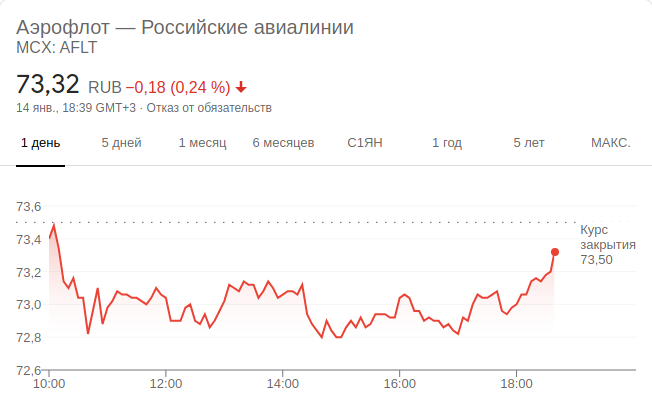 Аэрофлот — Российские авиалинии
MCX: AFLT
73,32 RUB −0,18 (0,24 %)
14 янв., 18:39 GMT+3 · Отказ от обязательств
1 день 5 дней 1 месяц 6 месяцев С1ЯН 1 год 5 лет МАКС.
73,6
73,4
73,2
73,0
72,8
72,6
Курс
закрытия
73,50
10:00 12:00 14:00 16:00 18:00